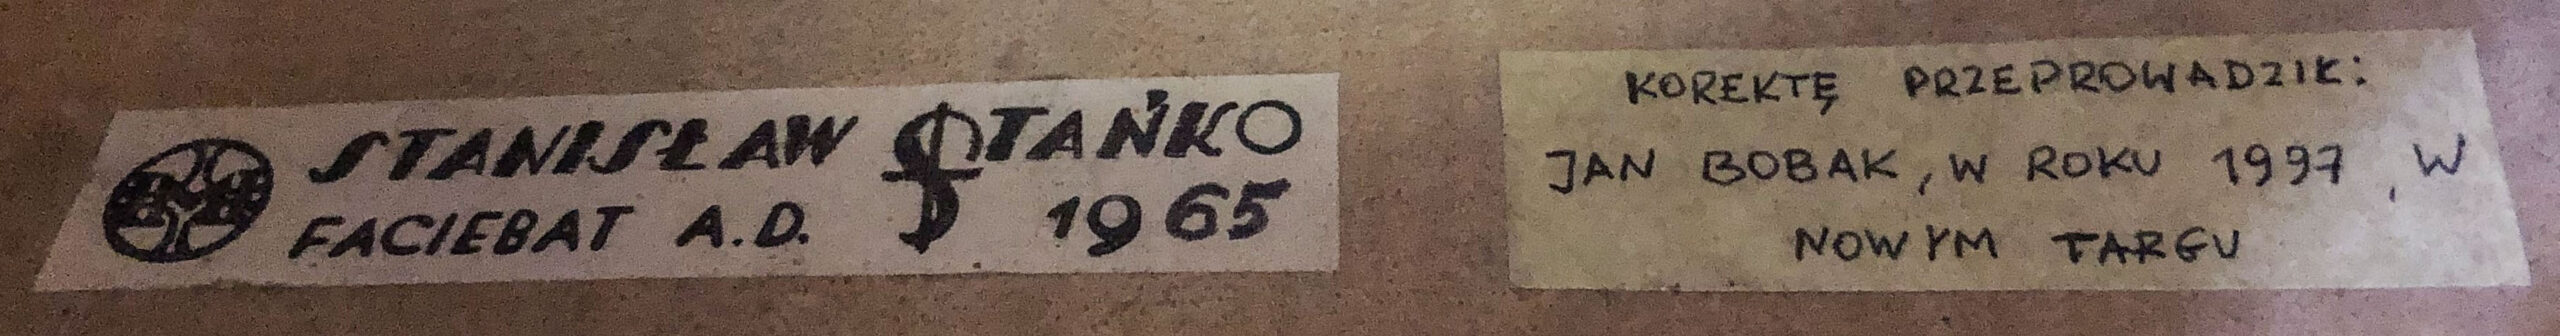 STANISŁAW STAŃKO
FACIEBAT A.D. 1965
KOREKTĘ PRZEPROWADZIŁ:
JAN BOBAK, W ROKU 1997, W
NOWYM TARGU